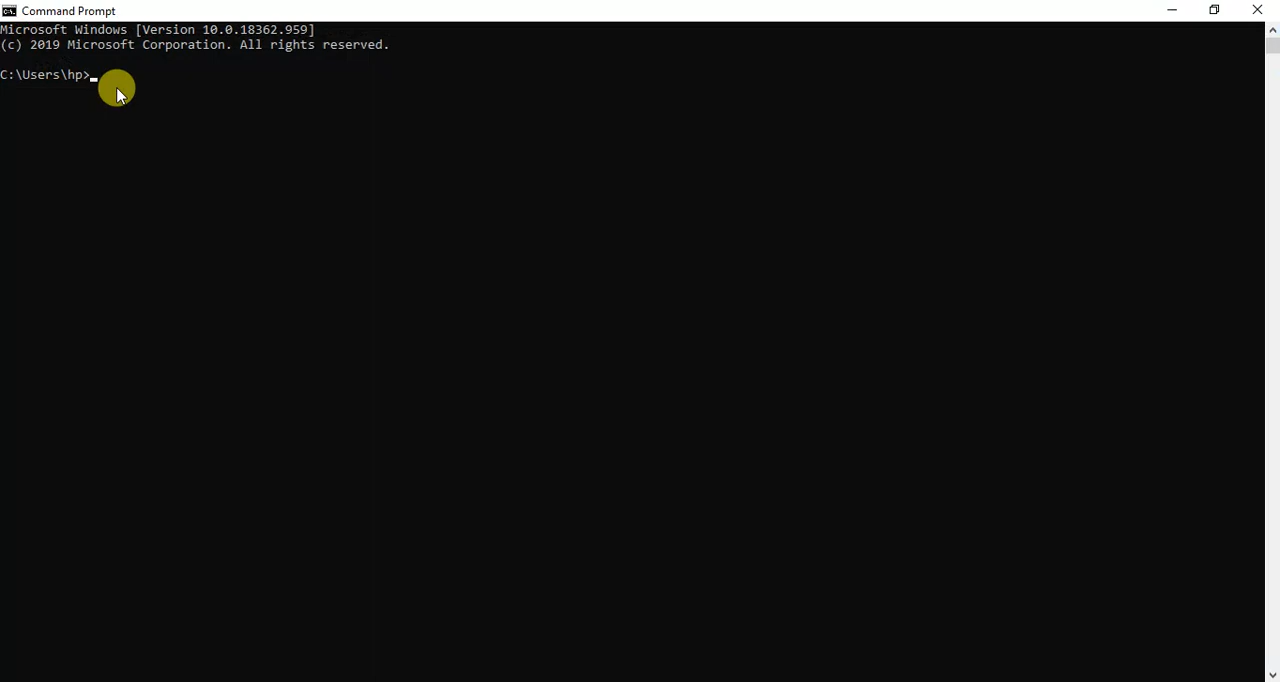 Command Prompt
Microsoft Windows [Version 10.0.18362.959]
(c) 2019 Microsoft Corporation. All rights reserved.
C:\Users\hp>